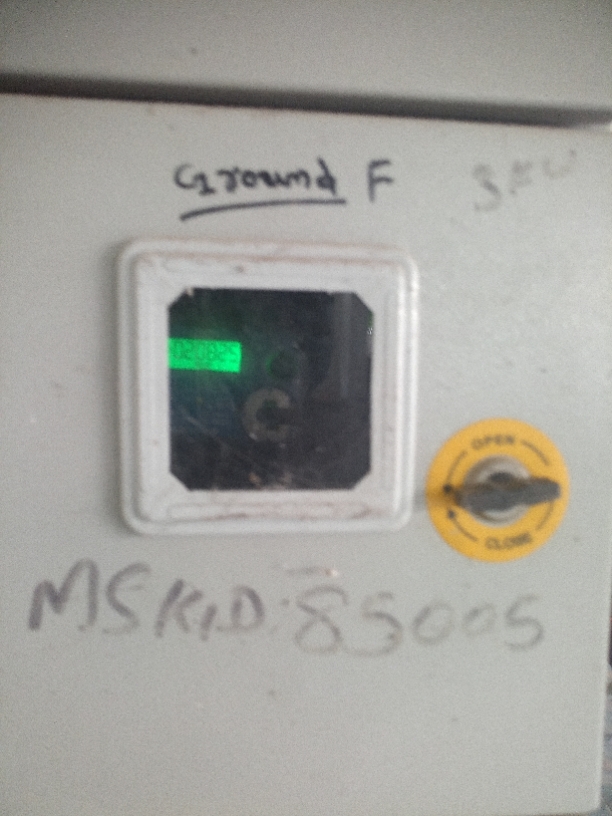 Ground F
OPEN
CLOSE
MSKID:85005